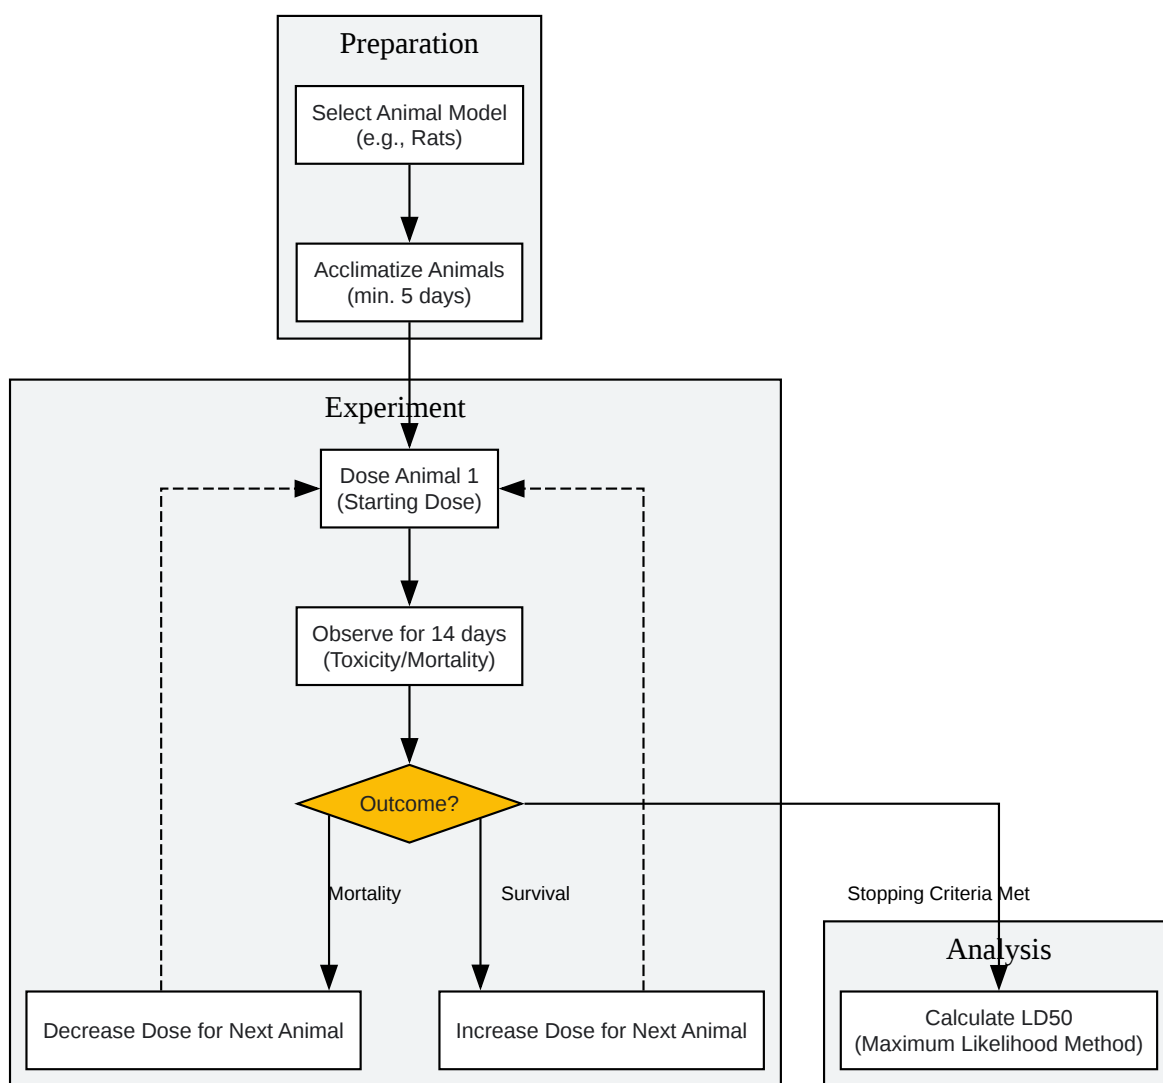 Preparation
Select Animal Model
(e.g., Rats)
Acclimatize Animals
(min. 5 days)
Experiment
Dose Animal 1
(Starting Dose)
Observe for 14 days
(Toxicity/Mortality)
Outcome?
Mortality
Survival
Stopping Criteria Met
Analysis
Decrease Dose for Next Animal
Increase Dose for Next Animal
Calculate LD50
(Maximum Likelihood Method)